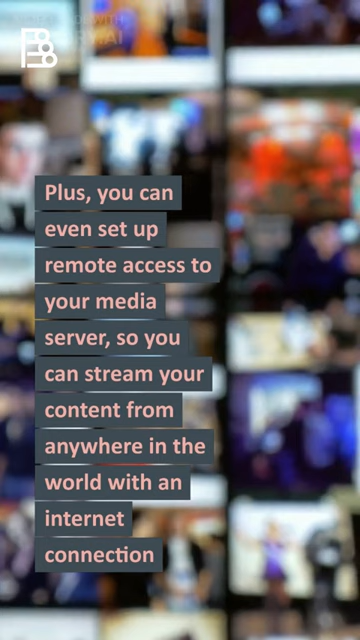 Plus, you can
even set up
remote access to
your media
server, so you
can stream your
content from
anywhere in the
world with an
internet
connection